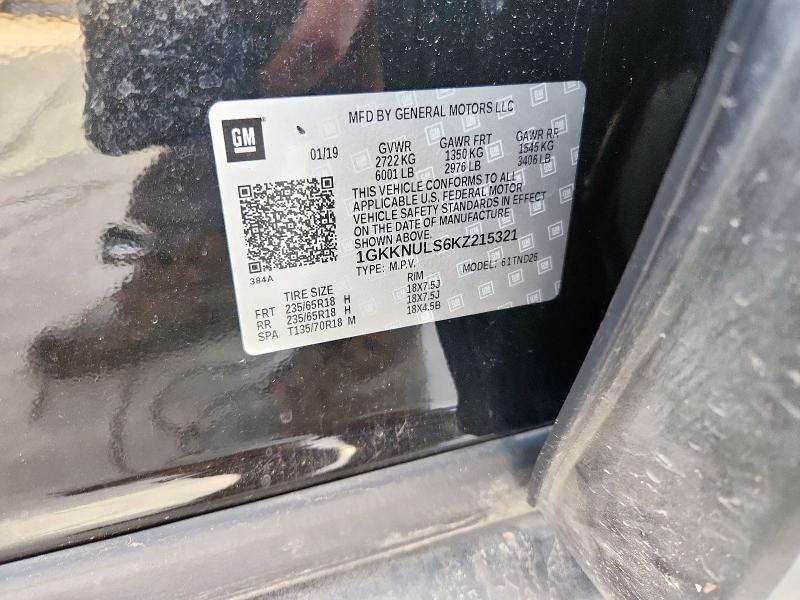 MFD BY GENERAL MOTORS LLC
GM
01/19 GVWR GAWR FRT GAWR RR
2722 KG 1350 KG 1545 KG
6001 LB 2976 LB 3406 LB
THIS VEHICLE CONFORMS TO ALL
APPLICABLE U.S. FEDERAL MOTOR
VEHICLE SAFETY STANDARDS IN EFFECT
ON THE DATE OF MANUFACTURE
SHOWN ABOVE.
1GKKNULS6KZ215321
TYPE: M.P.V. MODEL: 61TND26
384A
TIRE SIZE RIM
FRT 235/65R18 H 18X7.5J
RR 235/65R18 H 18X7.5J
SPA T135/70R18 M 18X4.5B